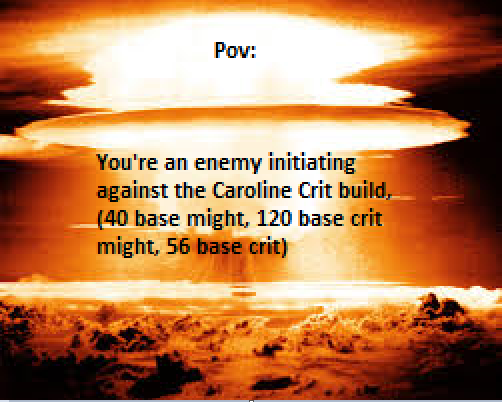 Pov:
You're an enemy initiating
against the Caroline Crit build,
(40 base might, 120 base crit
might, 56 base crit)